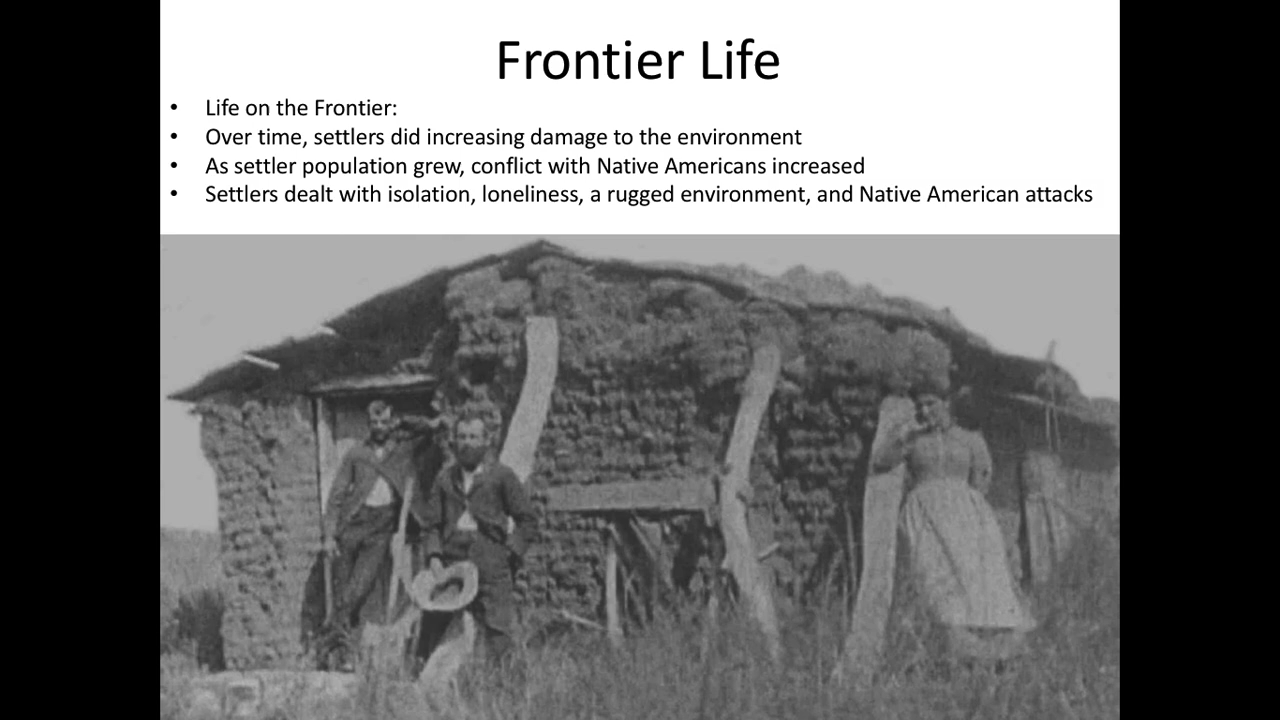 Frontier Life
• Life on the Frontier:
• Over time, settlers did increasing damage to the environment
• As settler population grew, conflict with Native Americans increased
• Settlers dealt with isolation, loneliness, a rugged environment, and Native American attacks